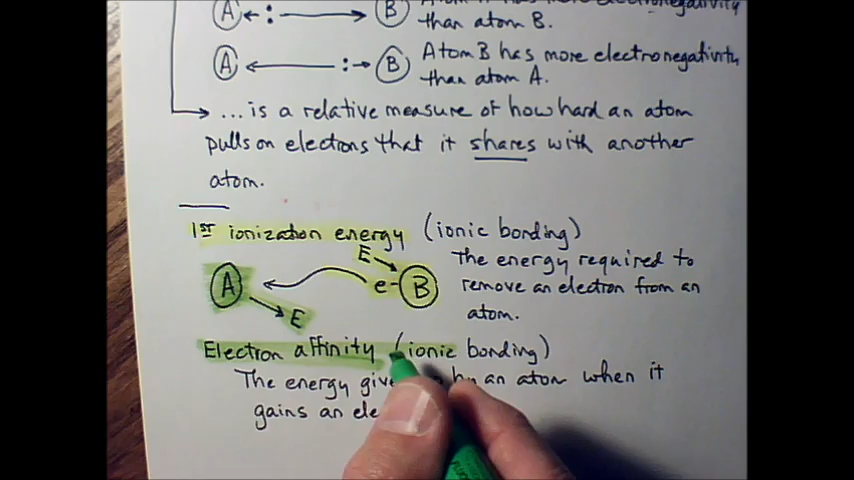 A : B
electronegativity
than atom B.
A : B Atom B has more electronegativity
than atom A.
... is a relative measure of how hard an atom
pulls on electrons that it shares with another
atom.
1ST ionization energy (ionic bonding)
E
A e- B
E
The energy required to
remove an electron from an
atom.
Electron affinity (ionic bonding)
The energy by an atom when it
gains an